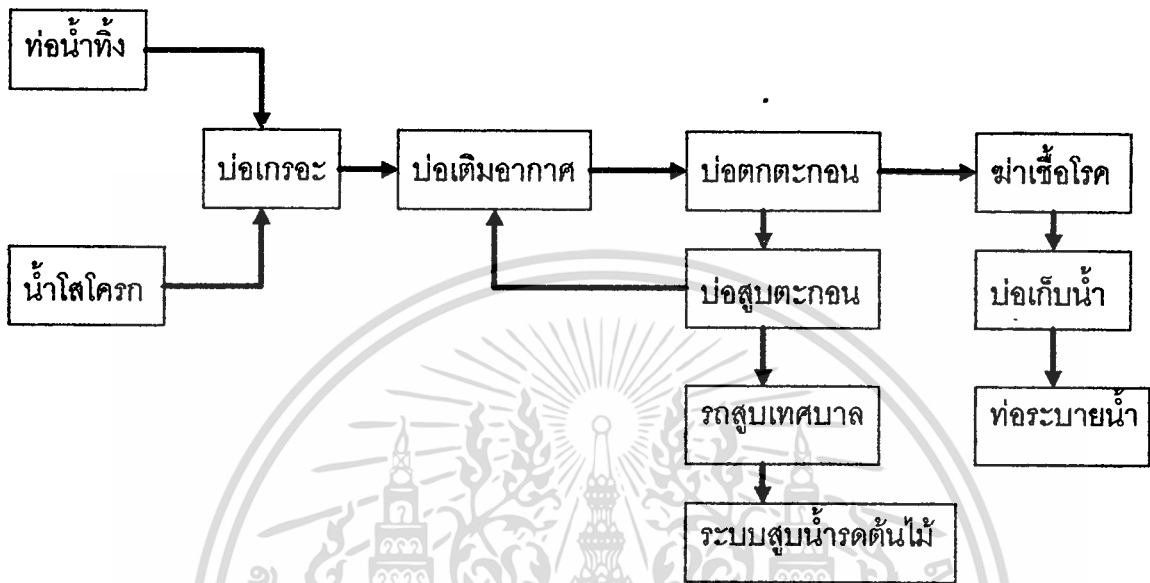 ท่อน้ำทิ้ง
บ่อเกรอะ
บ่อเติมอากาศ
บ่อตกตะกอน
ฆ่าเชื้อโรค
น้ำโสโครก
บ่อสูบตะกอน
บ่อเก็บน้ำ
รถสูบเทศบาล
ท่อระบายน้ำ
ระบบสูบน้ำรดต้นไม้